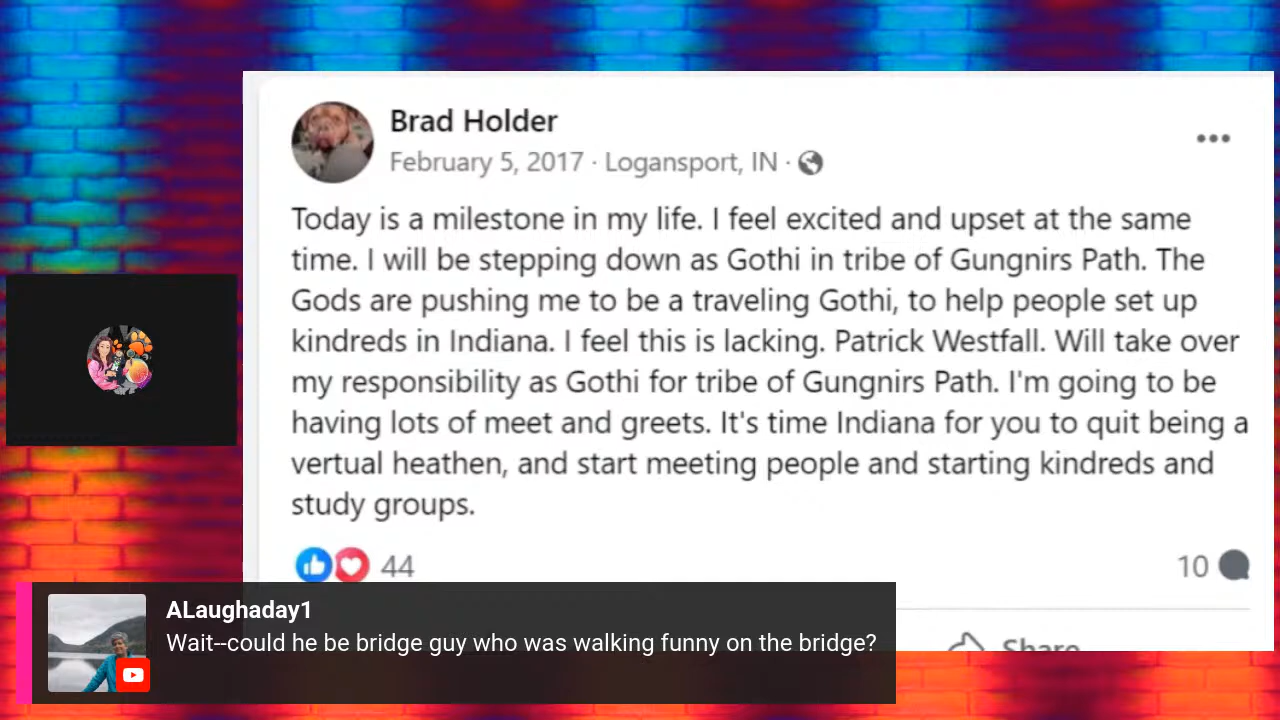 Brad Holder
February 5, 2017 · Logansport, IN ·
Today is a milestone in my life. I feel excited and upset at the same
time. I will be stepping down as Gothi in tribe of Gungnirs Path. The
Gods are pushing me to be a traveling Gothi, to help people set up
kindreds in Indiana. I feel this is lacking. Patrick Westfall. Will take over
my responsibility as Gothi for tribe of Gungnirs Path. I'm going to be
having lots of meet and greets. It's time Indiana for you to quit being a
vertual heathen, and start meeting people and starting kindreds and
study groups.
44
10
Share
ALaughaday1
Wait--could he be bridge guy who was walking funny on the bridge?